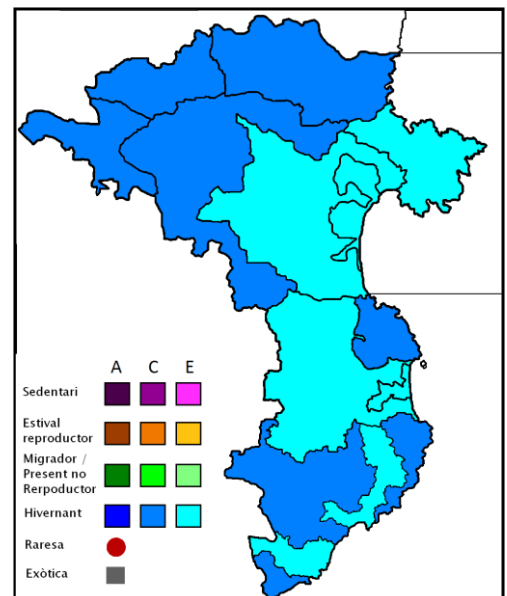 A C E
Sedentari
Estival
reproductor
Migrador /
Present no
Rerpoductor
Hivernant
Raresa
Exòtica